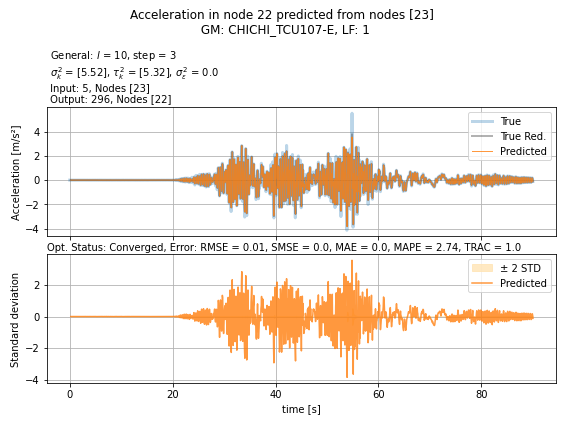 Acceleration in node 22 predicted from nodes [23]
GM: CHICHI_TCU107-E, LF: 1
General: l = 10, step = 3
σ²ₖ = [5.52], τ²ₖ = [5.32], σ²ε = 0.0
Input: 5, Nodes [23]
Output: 296, Nodes [22]
Acceleration [m/s²]
4
2
0
−2
−4
True
True Red.
Predicted
Opt. Status: Converged, Error: RMSE = 0.01, SMSE = 0.0, MAE = 0.0, MAPE = 2.74, TRAC = 1.0
Standard deviation
2
0
−2
−4
± 2 STD
Predicted
0 20 40 60 80
time [s]